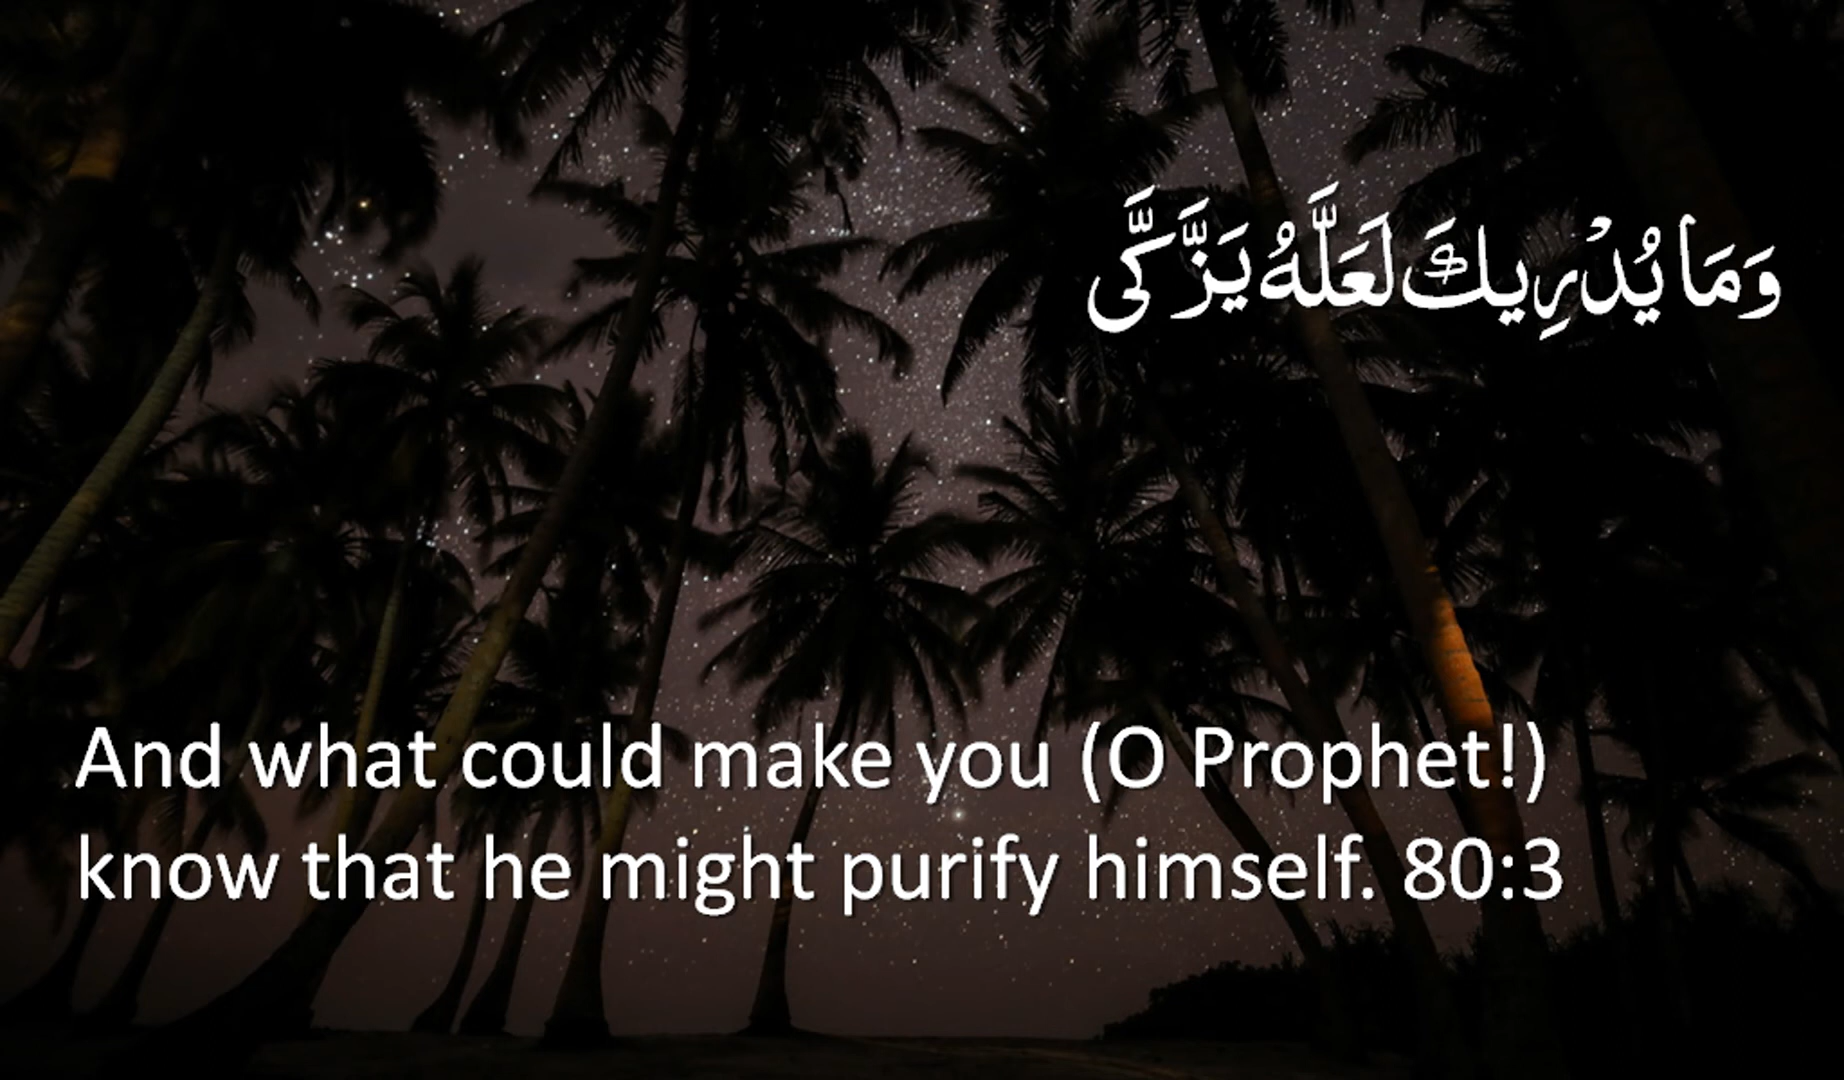 وَمَا يُدْرِيكَ لَعَلَّهُ يَزَّكَّى
And what could make you (O Prophet!)
know that he might purify himself. 80:3